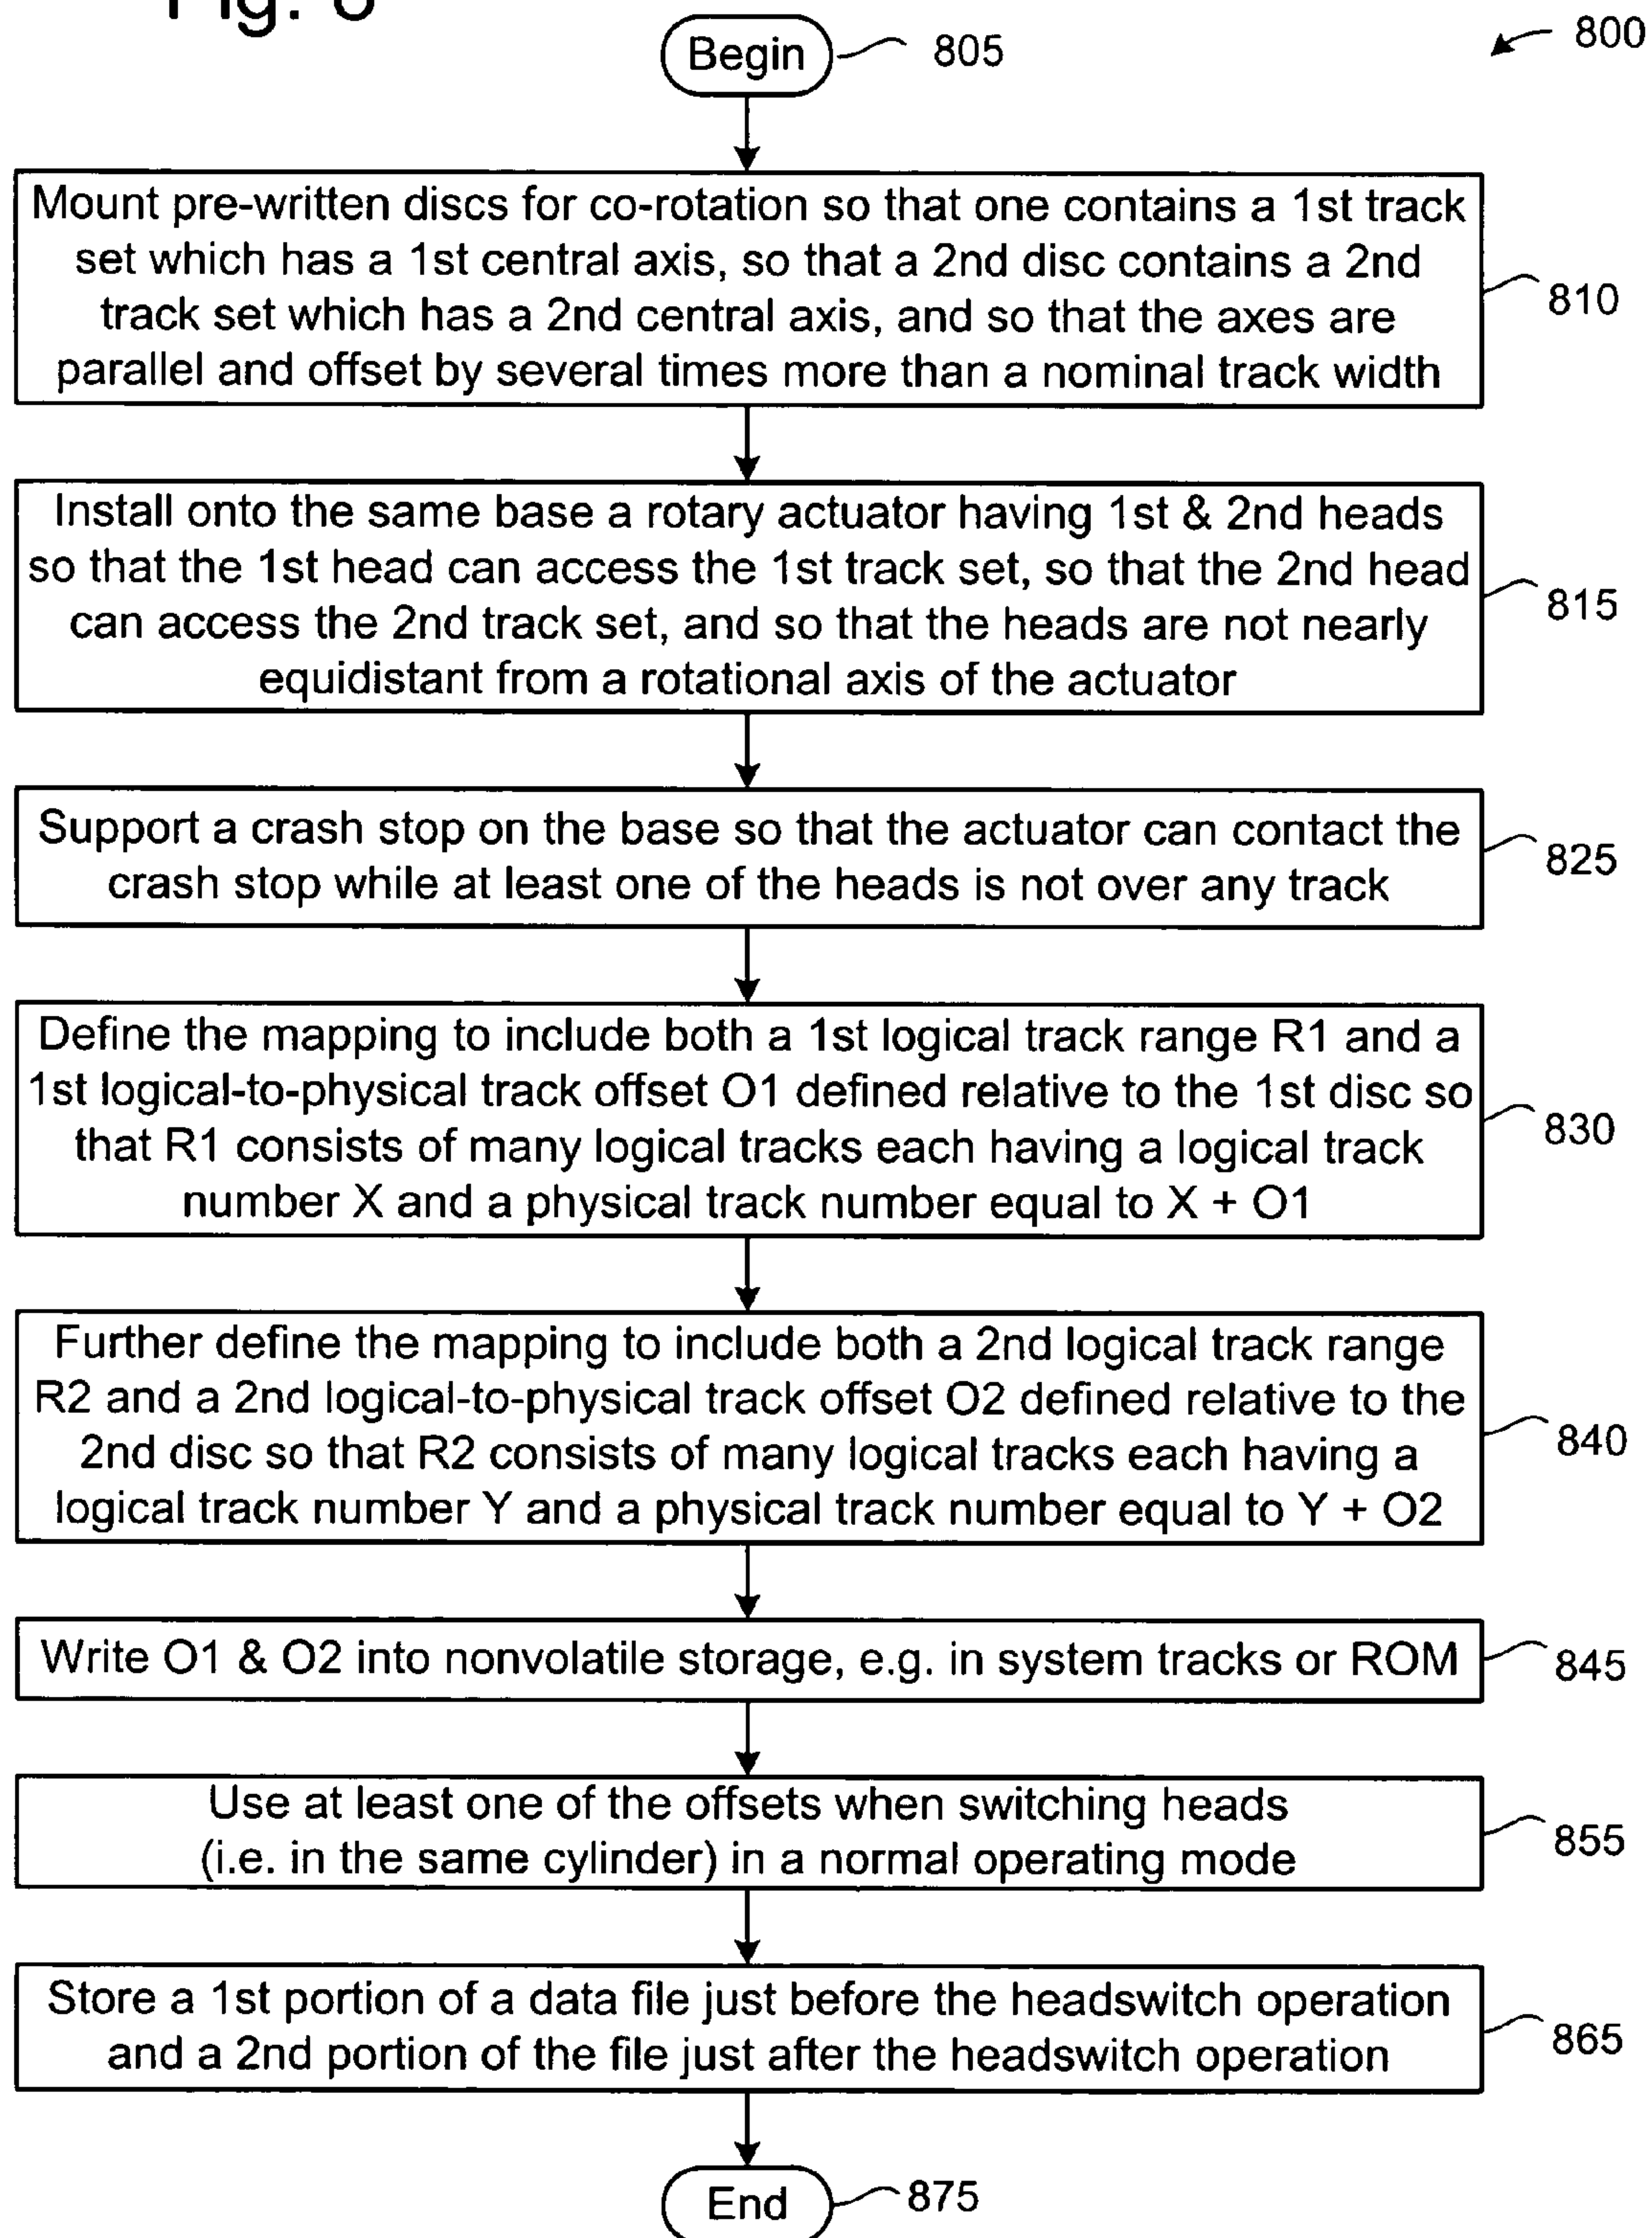 Fig. 8
Begin
805
800
Mount pre-written discs for co-rotation so that one contains a 1st track
set which has a 1st central axis, so that a 2nd disc contains a 2nd
track set which has a 2nd central axis, and so that the axes are
parallel and offset by several times more than a nominal track width
810
Install onto the same base a rotary actuator having 1st & 2nd heads
so that the 1st head can access the 1st track set, so that the 2nd head
can access the 2nd track set, and so that the heads are not nearly
equidistant from a rotational axis of the actuator
815
Support a crash stop on the base so that the actuator can contact the
crash stop while at least one of the heads is not over any track
825
Define the mapping to include both a 1st logical track range R1 and a
1st logical-to-physical track offset O1 defined relative to the 1st disc so
that R1 consists of many logical tracks each having a logical track
number X and a physical track number equal to X + O1
830
Further define the mapping to include both a 2nd logical track range
R2 and a 2nd logical-to-physical track offset O2 defined relative to the
2nd disc so that R2 consists of many logical tracks each having a
logical track number Y and a physical track number equal to Y + O2
840
Write O1 & O2 into nonvolatile storage, e.g. in system tracks or ROM
845
Use at least one of the offsets when switching heads
(i.e. in the same cylinder) in a normal operating mode
855
Store a 1st portion of a data file just before the headswitch operation
and a 2nd portion of the file just after the headswitch operation
865
End
875